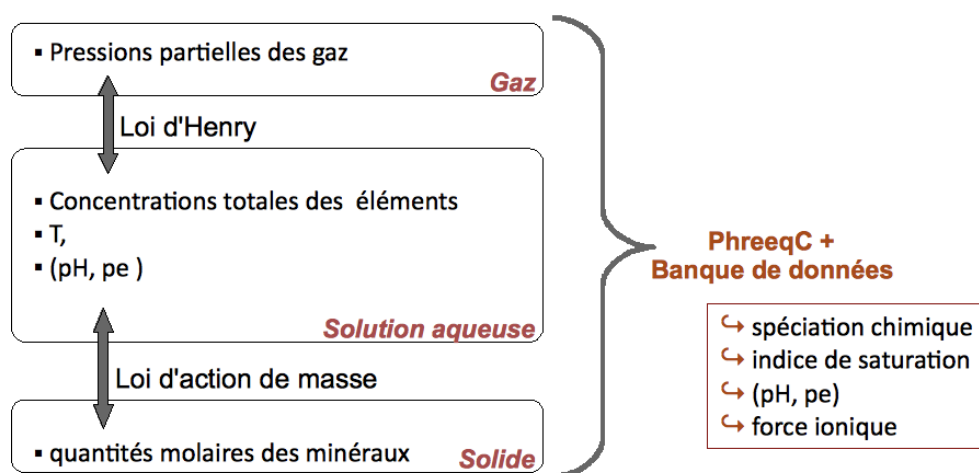 ▪ Pressions partielles des gaz
Gaz
Loi d'Henry
▪ Concentrations totales des éléments
▪ T,
▪ (pH, pe )
Solution aqueuse
Loi d'action de masse
▪ quantités molaires des minéraux
Solide
PhreeqC +
Banque de données
↪ spéciation chimique
↪ indice de saturation
↪ (pH, pe)
↪ force ionique